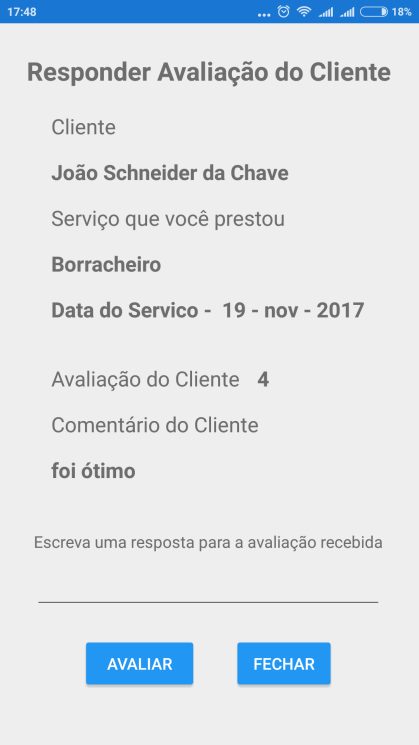 17:48
... 18%
Responder Avaliação do Cliente
Cliente
João Schneider da Chave
Serviço que você prestou
Borracheiro
Data do Servico - 19 - nov - 2017
Avaliação do Cliente 4
Comentário do Cliente
foi ótimo
Escreva uma resposta para a avaliação recebida
AVALIAR FECHAR